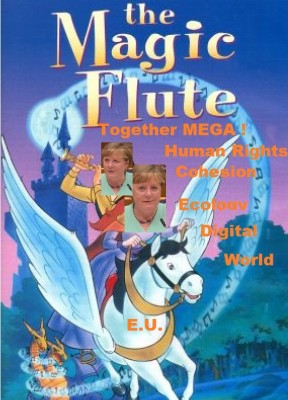 the
Magic
Flute
Together MEGA !
Human Rights
Cohesion
Ecology
Digital
World
E.U.